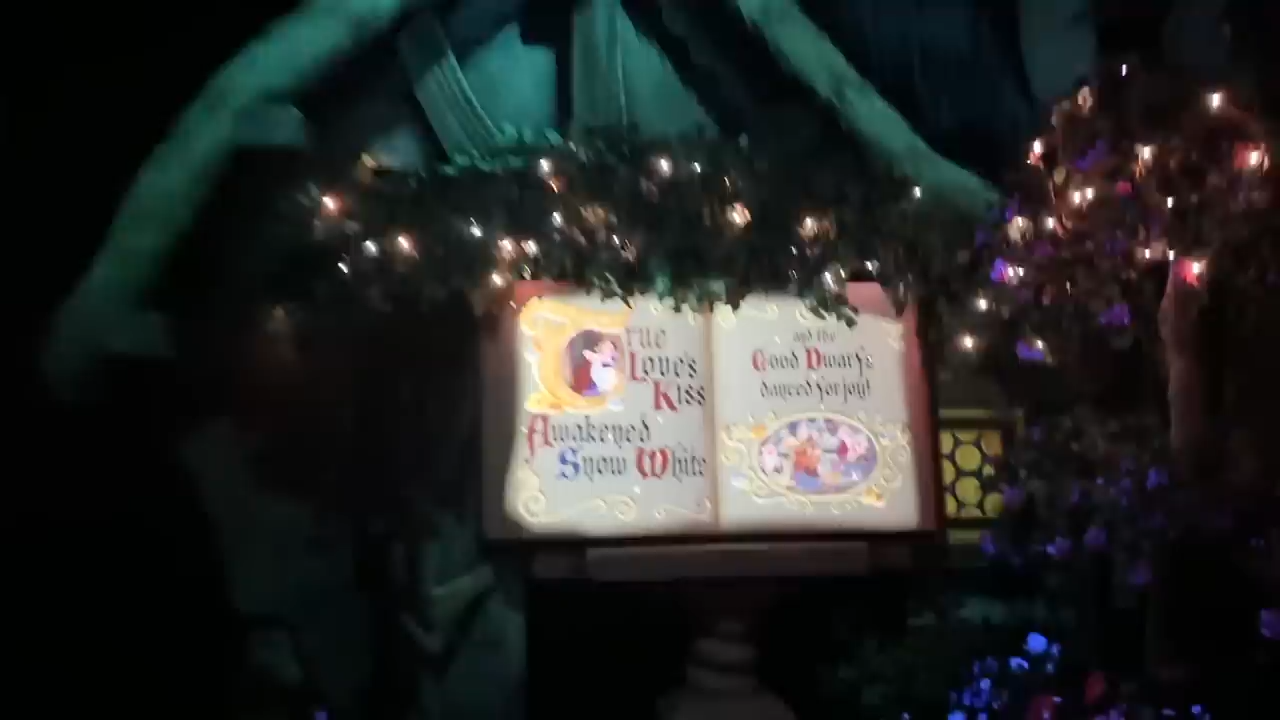 True
Love's
Kiss
Awakened
Snow White
and the
Good Dwarfs
danced for joy!